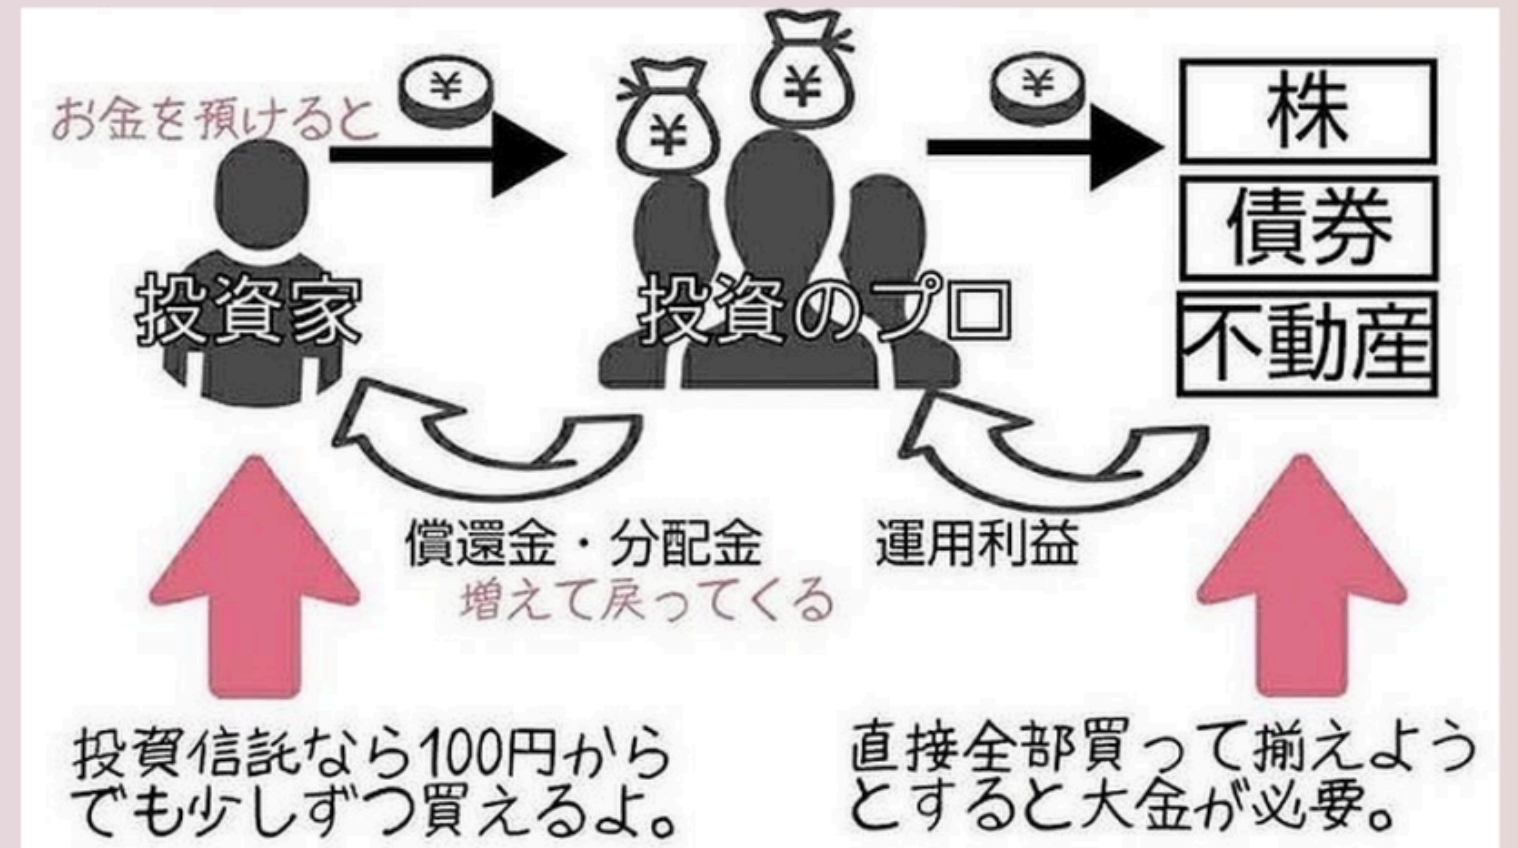 お金を預けると
¥
¥
¥
¥
株
債券
不動産
投資家
投資のプロ
償還金・分配金
増えて戻ってくる
運用利益
投資信託なら100円から
でも少しずつ買えるよ。
直接全部買って揃えよう
とすると大金が必要。